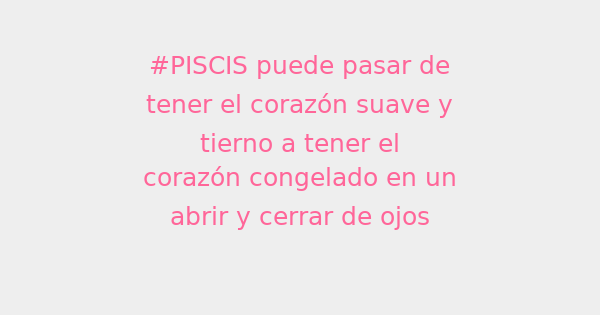 #PISCIS puede pasar de
tener el corazón suave y
tierno a tener el
corazón congelado en un
abrir y cerrar de ojos